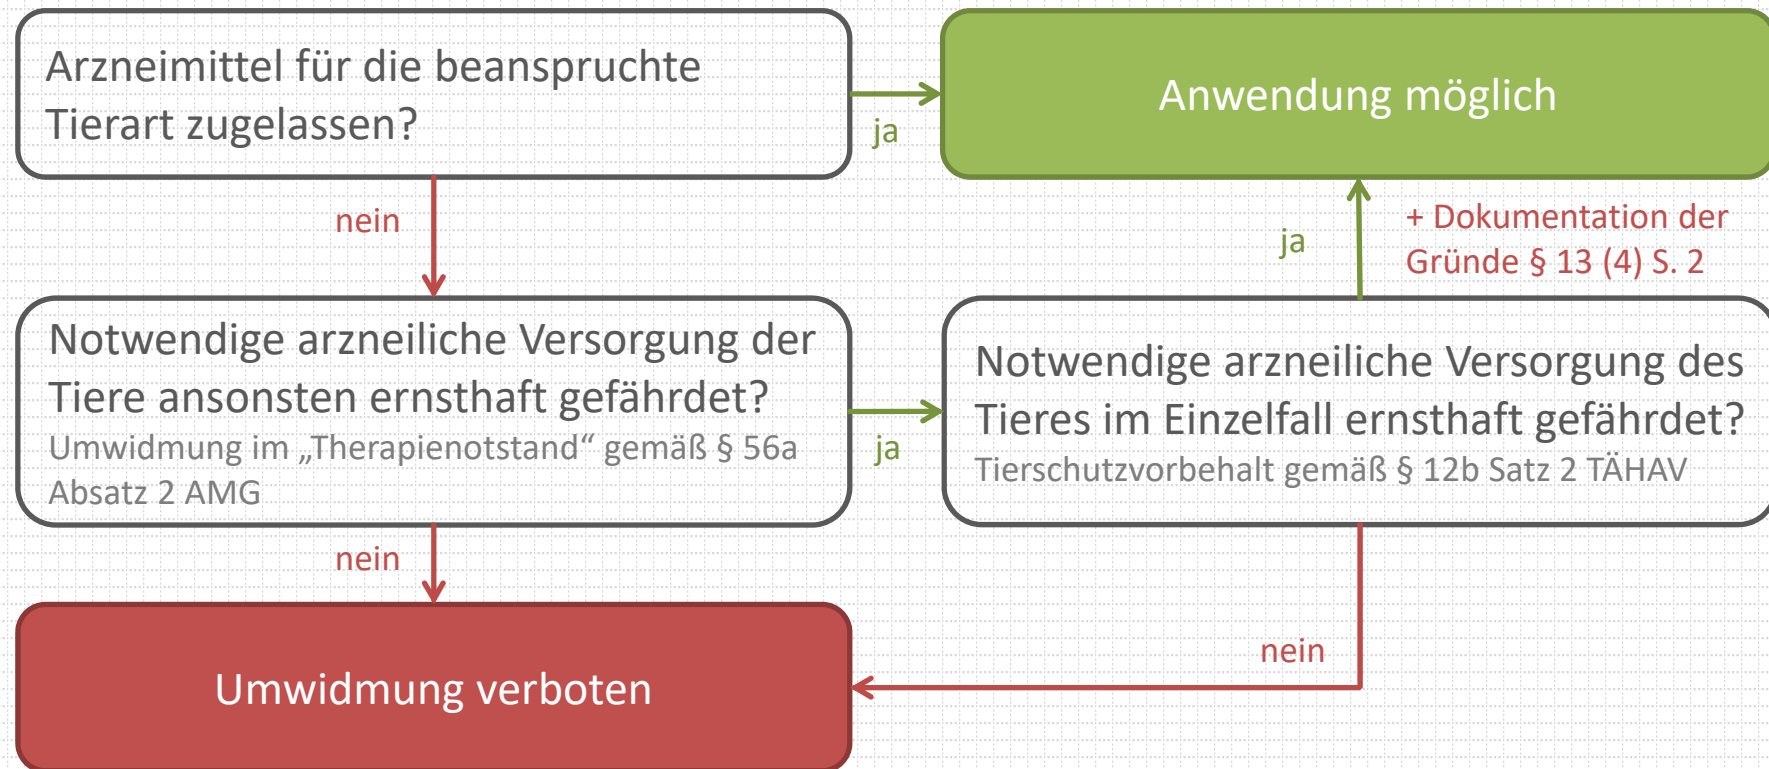 Arzneimittel für die beanspruchte
Tierart zugelassen?
ja
Anwendung möglich
nein
ja
+ Dokumentation der
Gründe § 13 (4) S. 2
Notwendige arzneiliche Versorgung der
Tiere ansonsten ernsthaft gefährdet?
Umwidmung im „Therapienotstand“ gemäß § 56a
Absatz 2 AMG
ja
Notwendige arzneiliche Versorgung des
Tieres im Einzelfall ernsthaft gefährdet?
Tierschutzvorbehalt gemäß § 12b Satz 2 TÄHAV
nein
nein
Umwidmung verboten